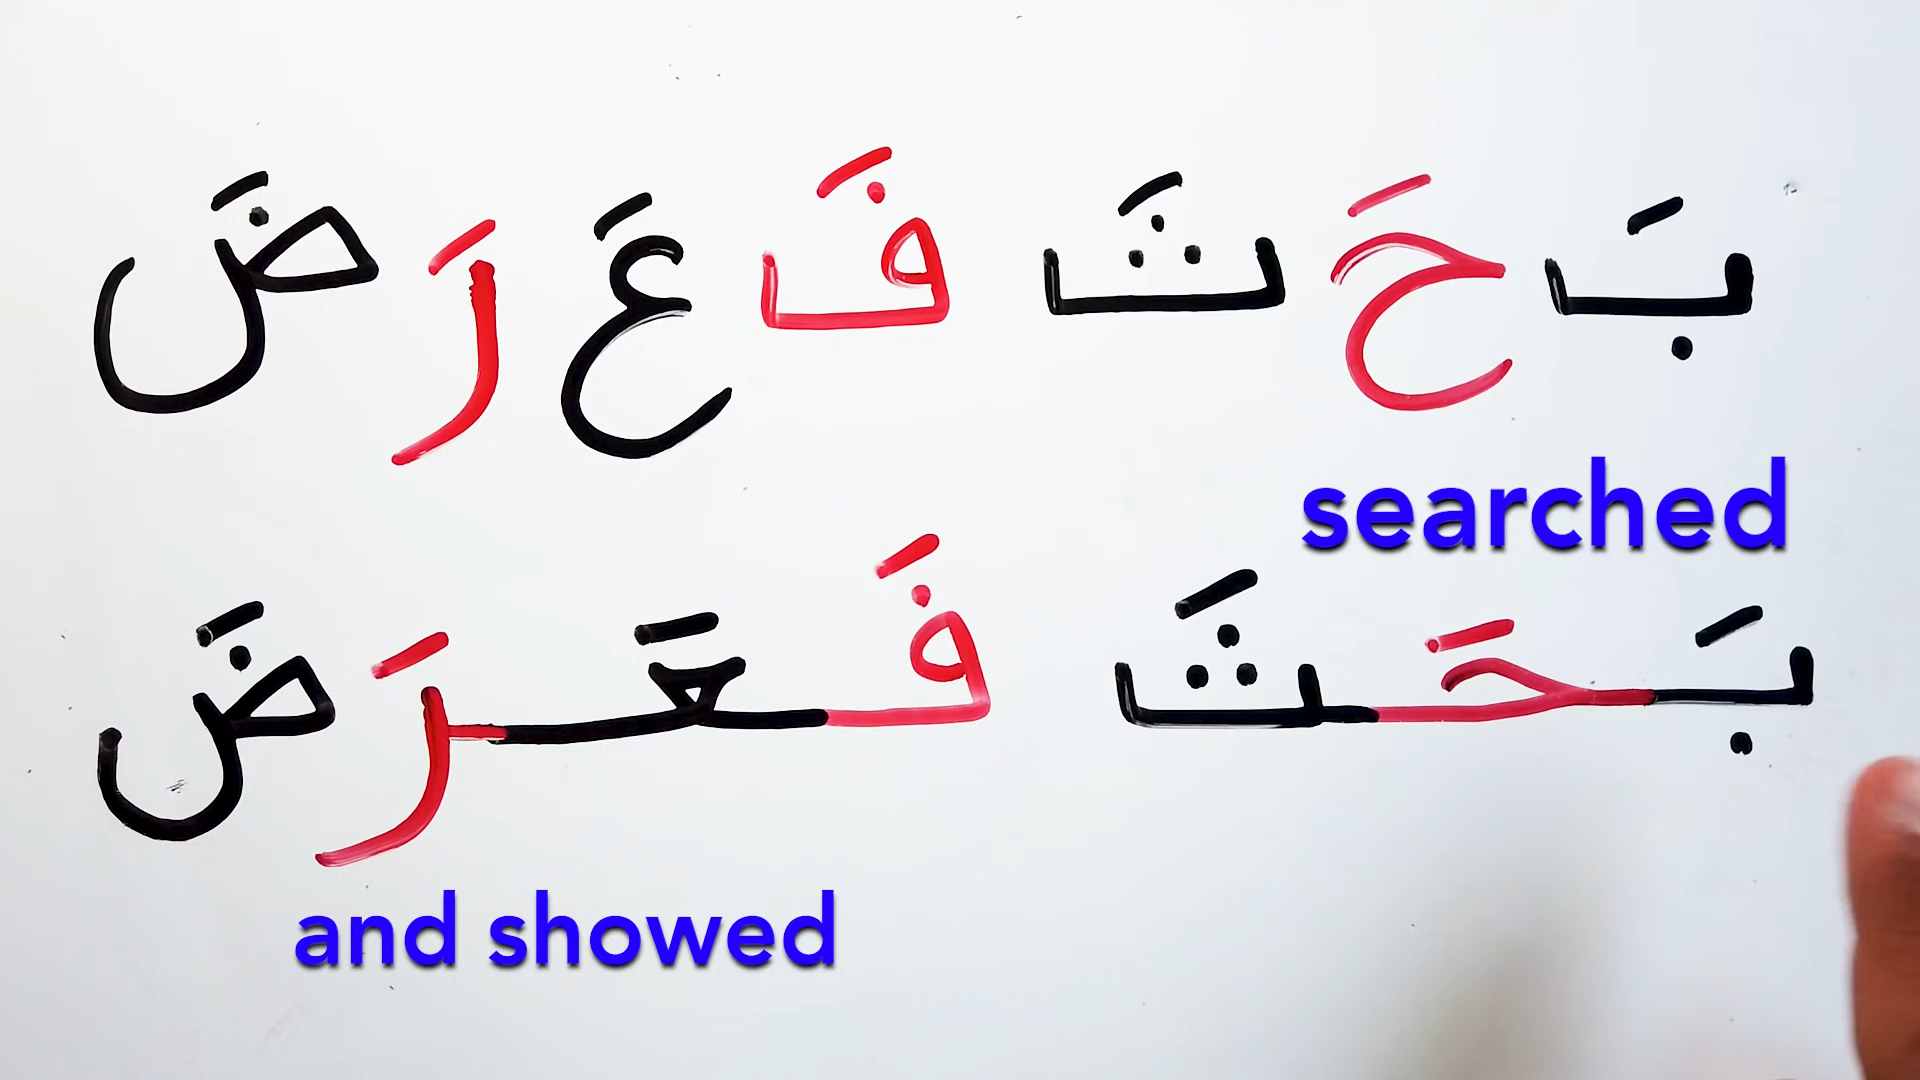 بَ حَ ثَ فَ عَ رَ ضَ
searched
بَحَثَ فَعَرَضَ
and showed